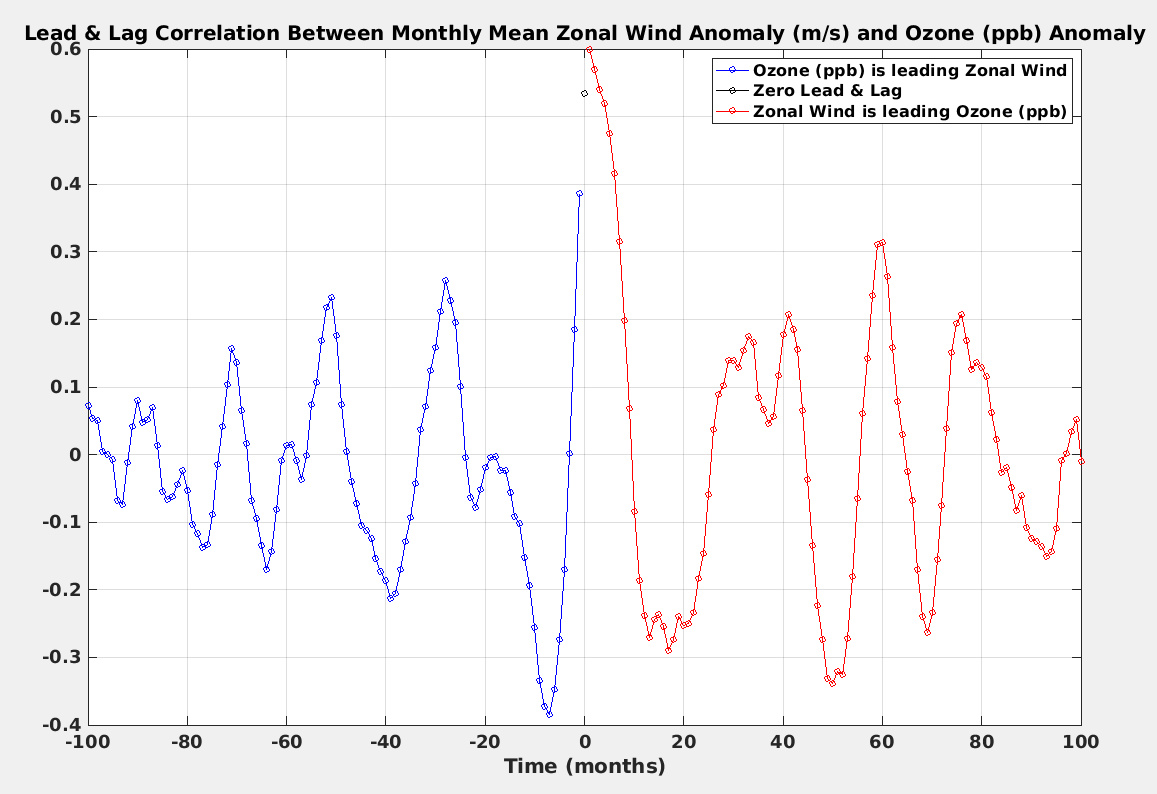 Lead & Lag Correlation Between Monthly Mean Zonal Wind Anomaly (m/s) and Ozone (ppb) Anomaly
0.6
0.5
0.4
0.3
0.2
0.1
0
-0.1
-0.2
-0.3
-0.4
Ozone (ppb) is leading Zonal Wind
Zero Lead & Lag
Zonal Wind is leading Ozone (ppb)
-100 -80 -60 -40 -20 0 20 40 60 80 100
Time (months)